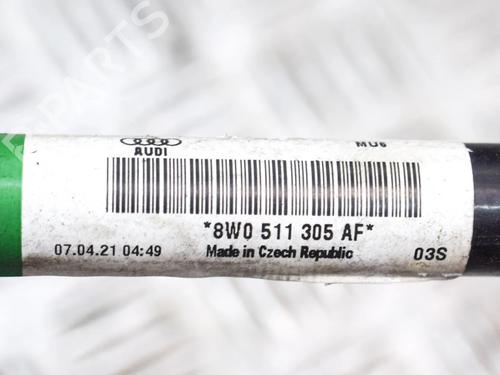 AUDI MU6
*8W0 511 305 AF*
07.04.21 04:49 Made in Czech Republic 03S